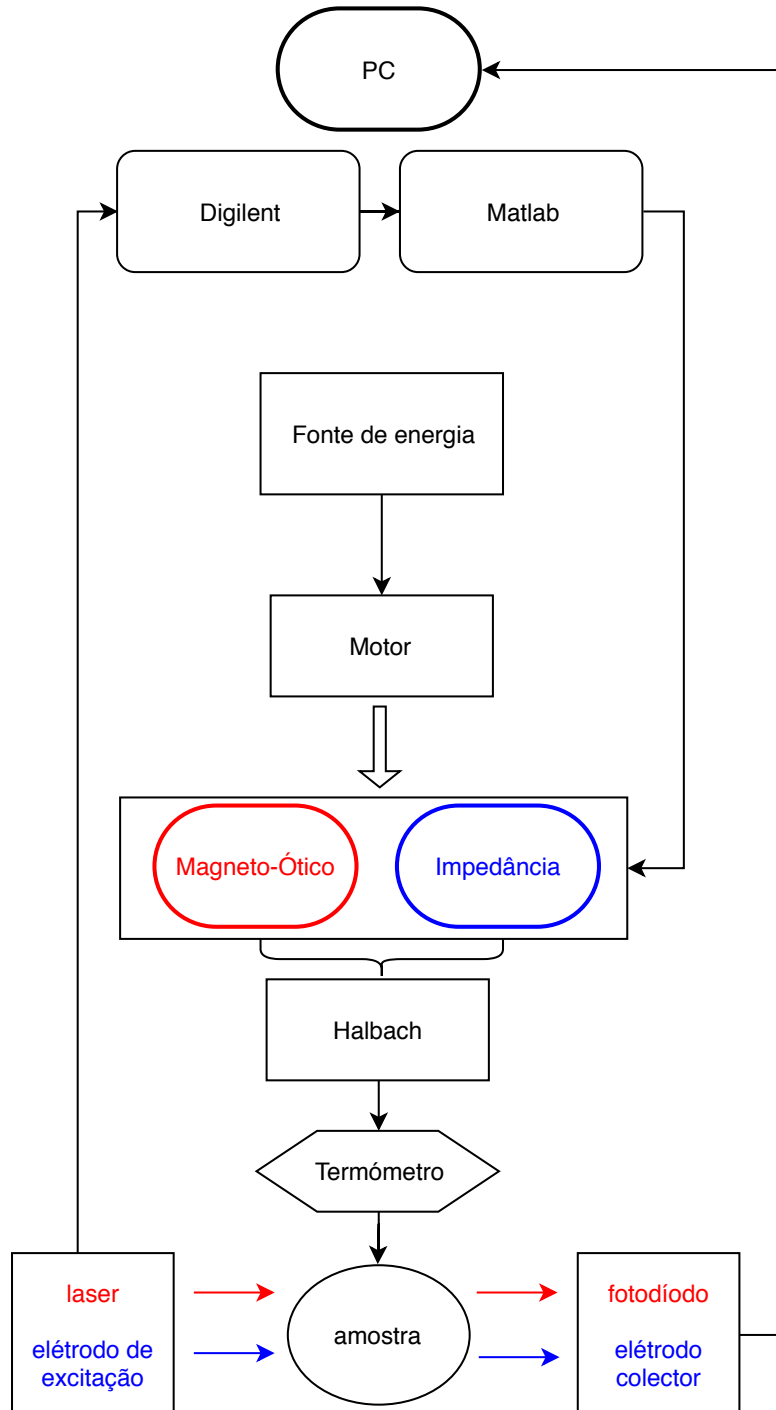 PC
Digilent
Matlab
Fonte de energia
Motor
Magneto-Ótico
Impedância
Halbach
Termómetro
laser
elétrodo de
excitação
amostra
fotodíodo
elétrodo
colector